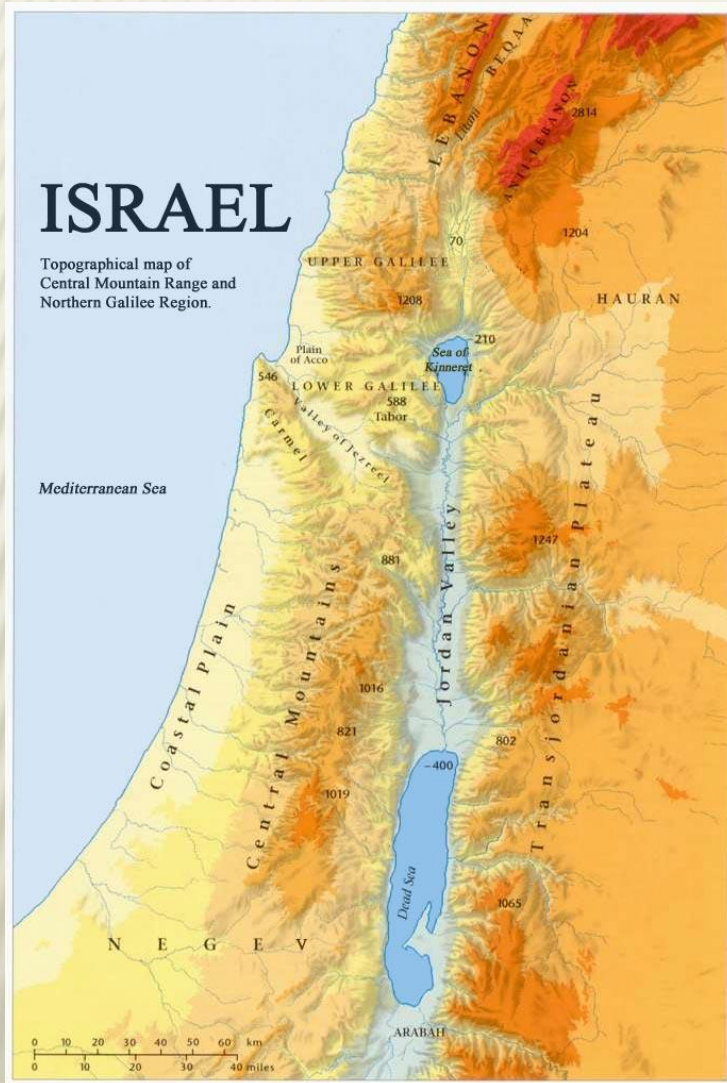 LEBANON
BEQAA
Litani
ANTI-LEBANON
2814
ISRAEL
Topographical map of
Central Mountain Range and
Northern Galilee Region.
70
1204
UPPER GALILEE
1208
HAURAN
210
Plain
of Acco
Sea of
Kinneret
546
LOWER GALILEE
588
Tabor
Carmel
Valley of Jezreel
Mediterranean Sea
Jordan Valley
Transjordanian Plateau
1247
881
Coastal Plain
Central Mountains
1016
821
802
-400
1019
Dead Sea
1065
NEGEV
ARABAH
0 10 20 30 40 50 60 km
0 10 20 30 40 miles